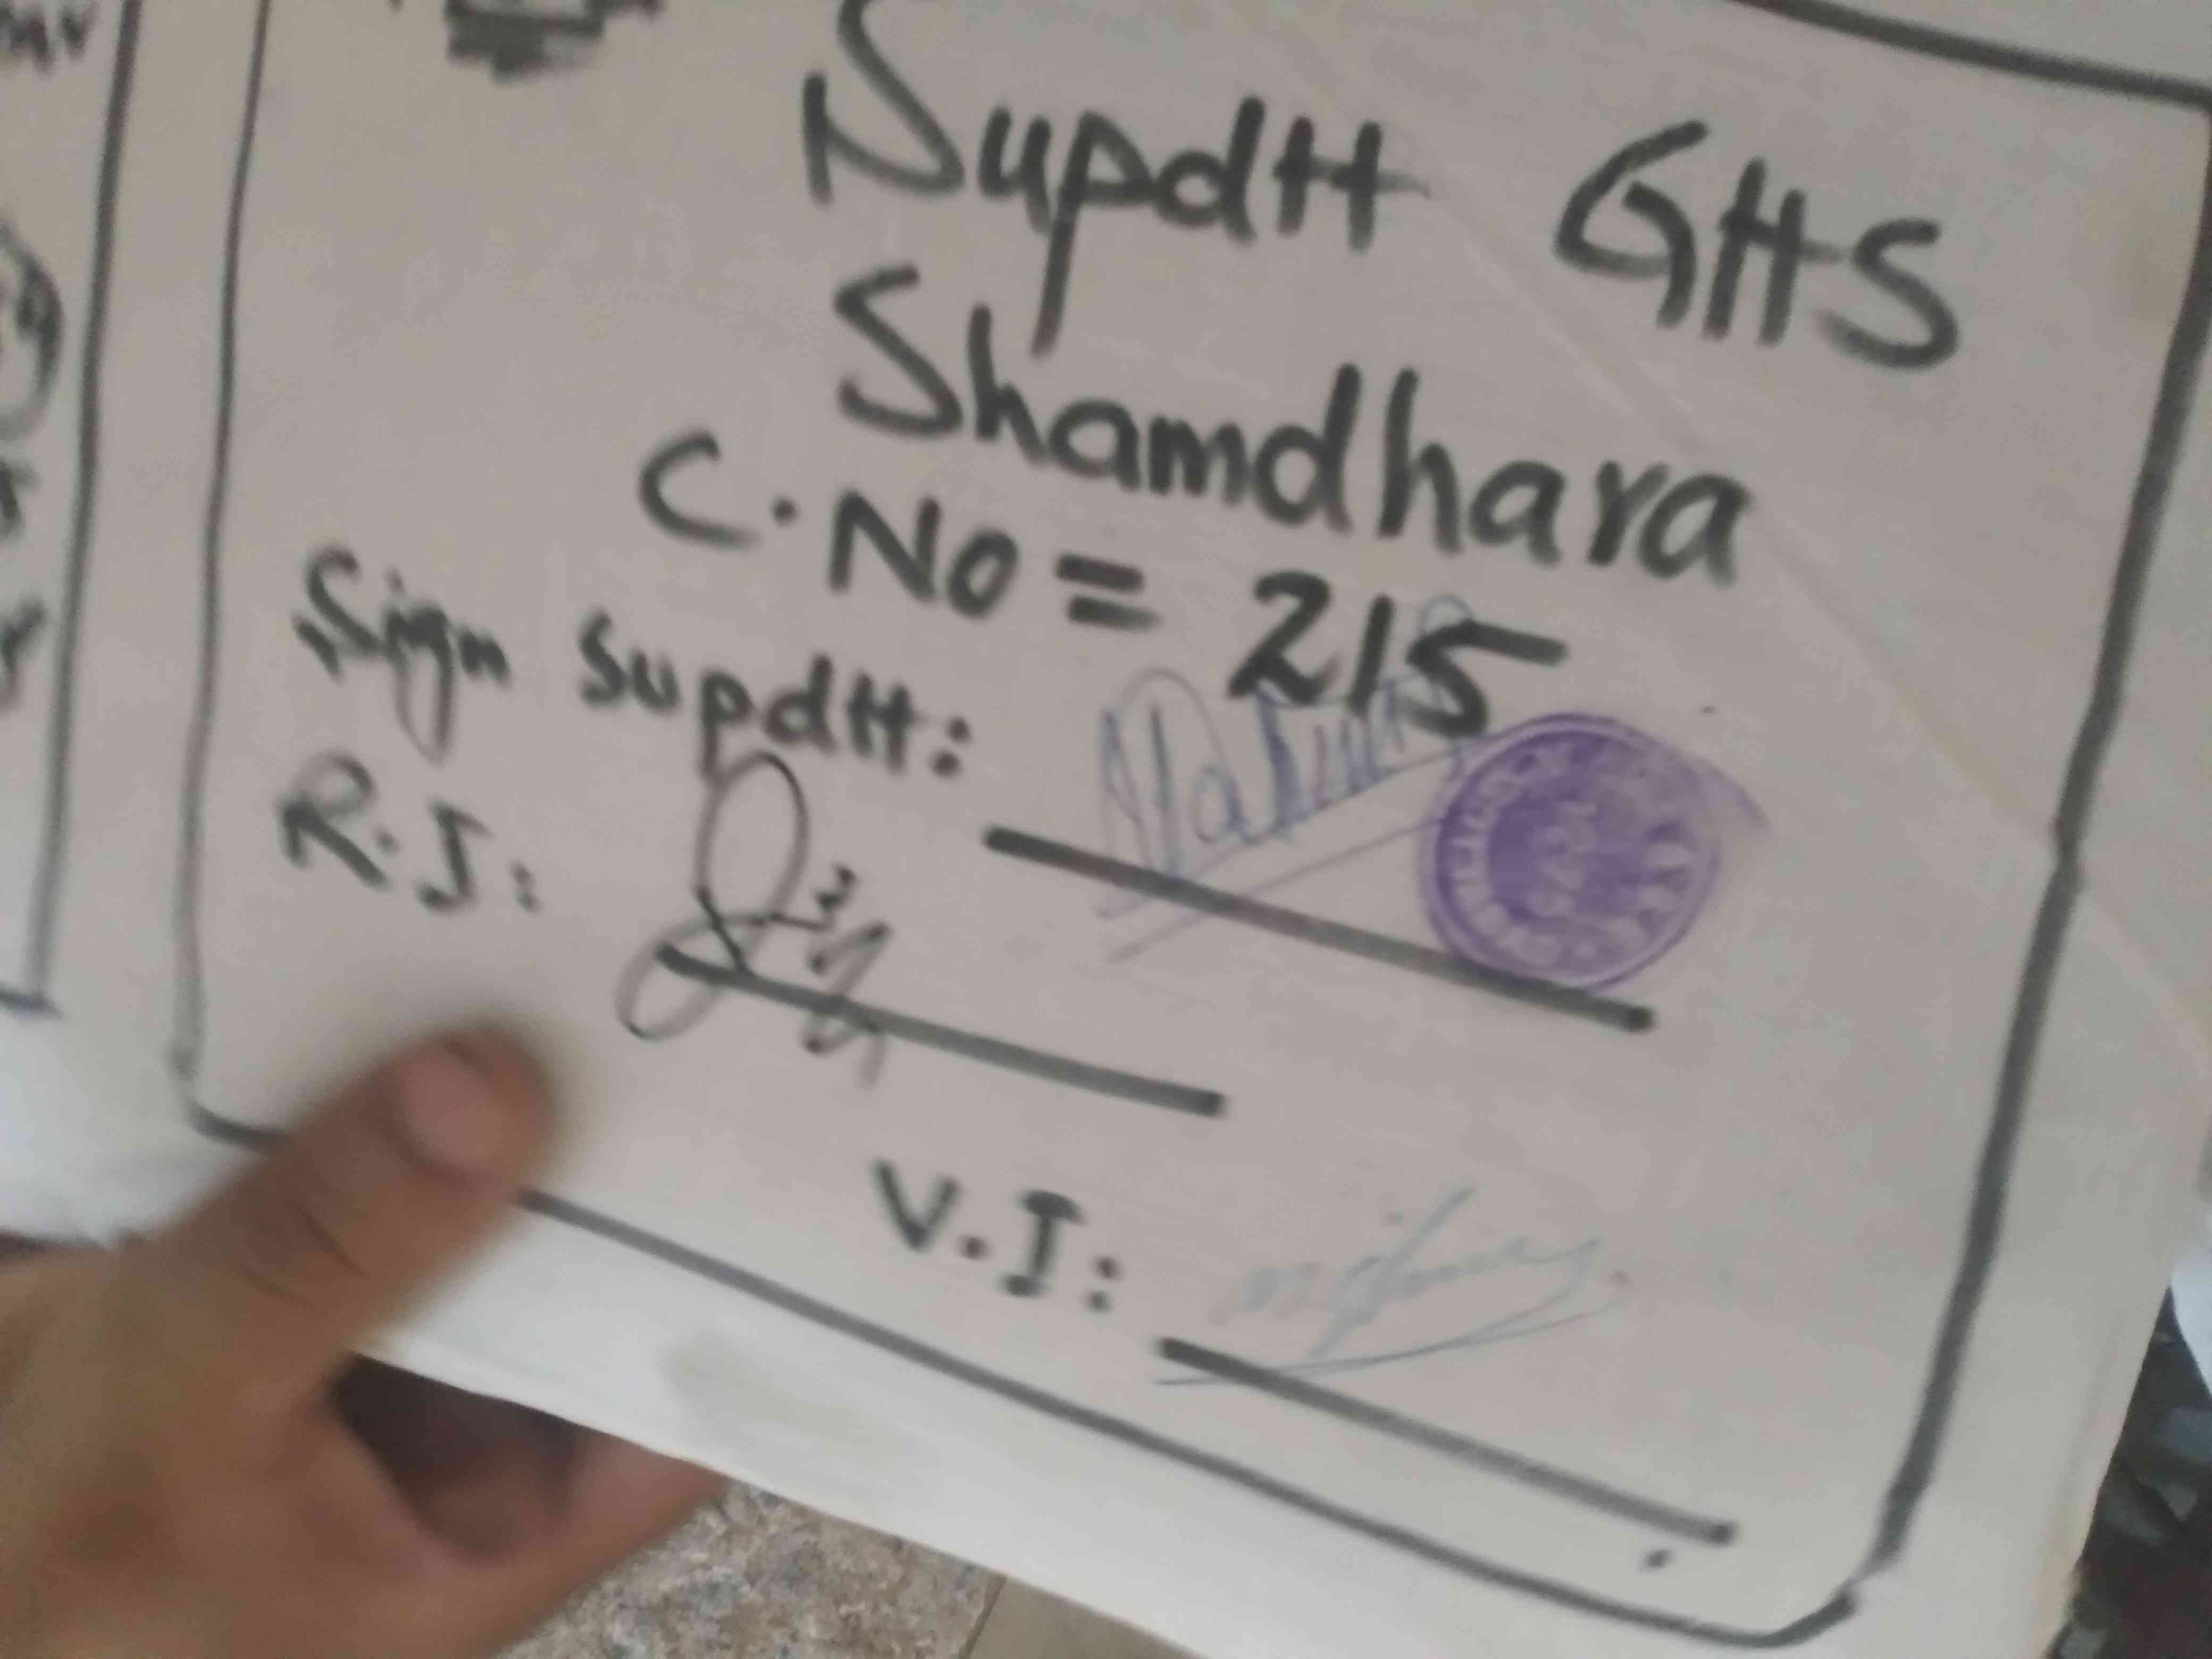 Supdtt GHS
Shamdhara
C. No = 215
Sign Supdtt:
R.I:
V.I: